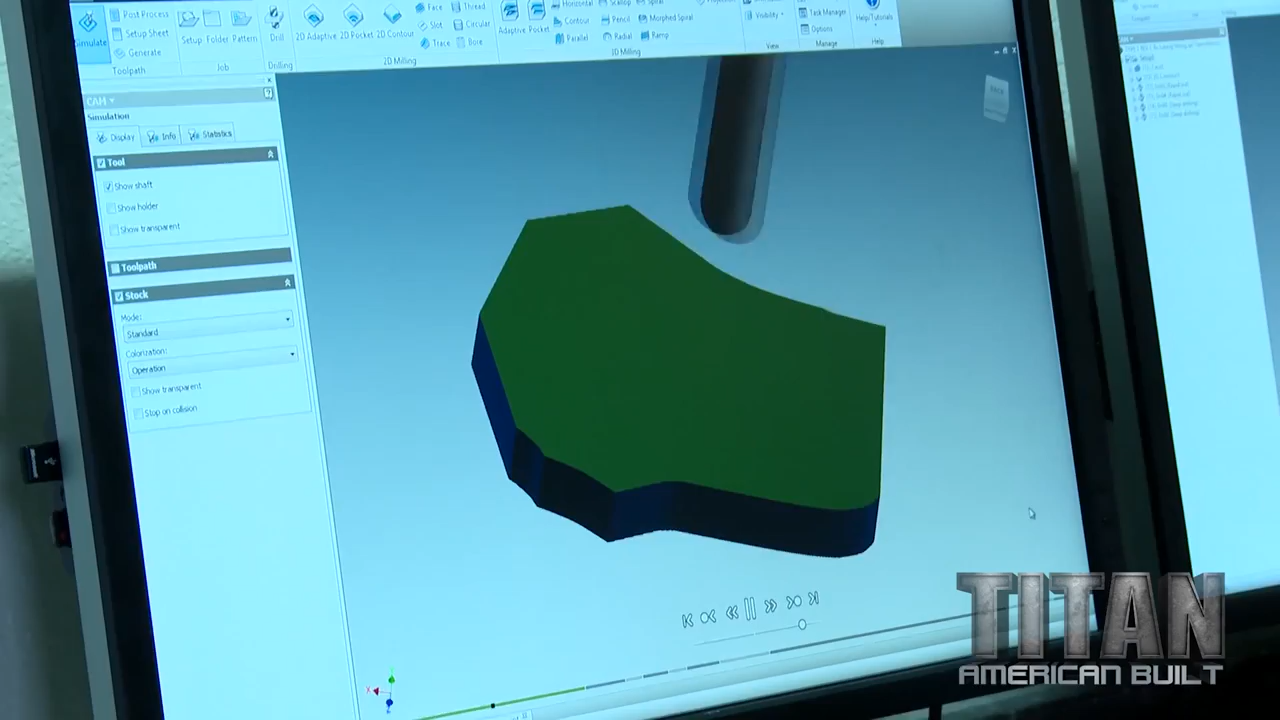 Post Process
Setup Sheet
Generate
Simulate
Toolpath
Setup Folder Pattern
Job
Drill
Drilling
2D Adaptive 2D Pocket 2D Contour
Face
Slot
Trace
Thread
Circular
Bore
2D Milling
Adaptive Pocket
Horizontal
Contour
Parallel
Scallop
Pencil
Radial
Spiral
Morphed Spiral
Ramp
3D Milling
Visibility
View
Task Manager
Options
Manage
Help/Tutorials
Help
CAM
Simulation
Display Info Statistics
Tool
Show shaft
Show holder
Show transparent
Toolpath
Stock
Mode:
Standard
Colorization:
Operation
Show transparent
Stop on collision
BACK
TITAN
AMERICAN BUILT